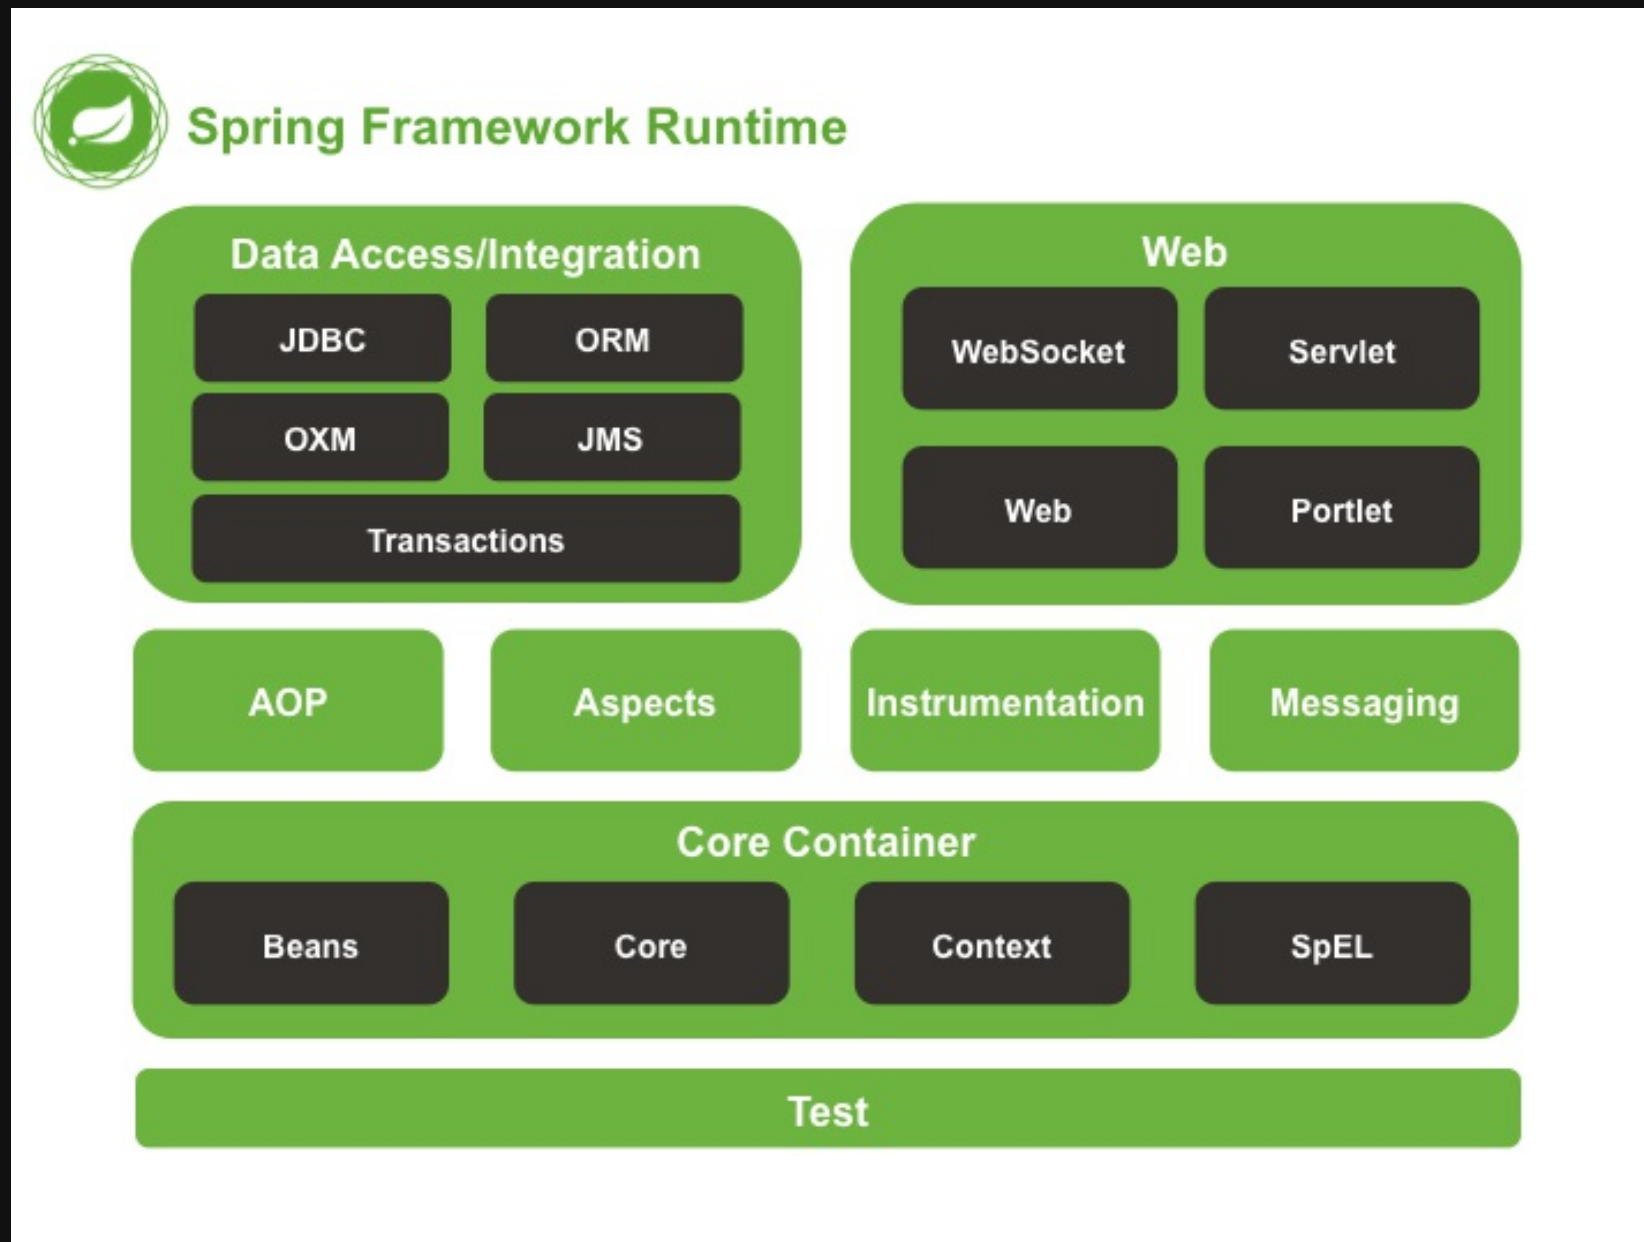 Spring Framework Runtime
Data Access/Integration
JDBC
ORM
OXM
JMS
Transactions
Web
WebSocket
Servlet
Web
Portlet
AOP
Aspects
Instrumentation
Messaging
Core Container
Beans
Core
Context
SpEL
Test